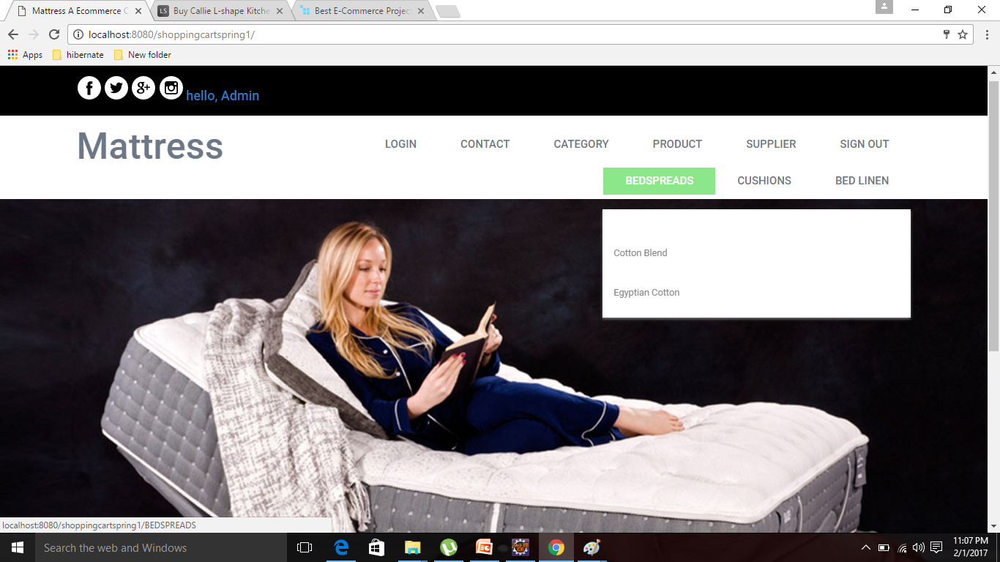 Mattress A Ecommerce C
LS Buy Callie L-shape Kitche
Best E-Commerce Projec
localhost:8080/shoppingcartspring1/
Apps hibernate New folder
hello, Admin
Mattress
LOGIN CONTACT CATEGORY PRODUCT SUPPLIER SIGN OUT
BEDSPREADS CUSHIONS BED LINEN
Cotton Blend
Egyptian Cotton
localhost:8080/shoppingcartspring1/BEDSPREADS
Search the web and Windows
11:07 PM
2/1/2017